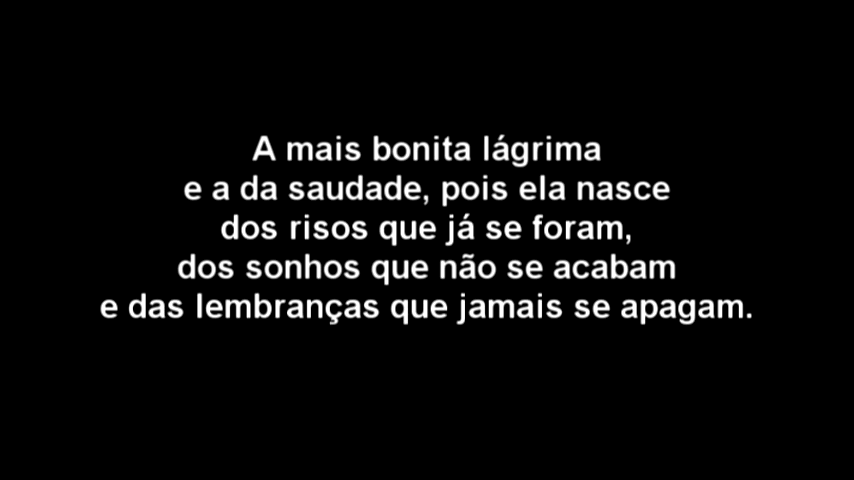 A mais bonita lágrima
e a da saudade, pois ela nasce
dos risos que já se foram,
dos sonhos que não se acabam
e das lembranças que jamais se apagam.